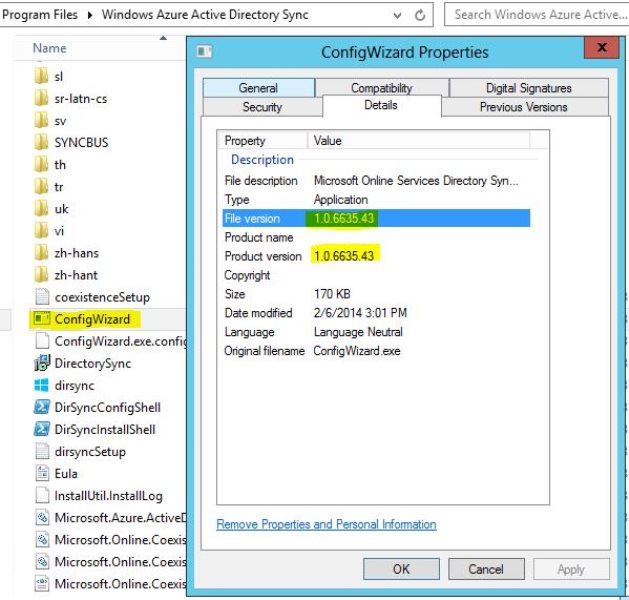 Program Files ▸ Windows Azure Active Directory Sync
Search Windows Azure Active...
Name
sl
sr-latn-cs
sv
SYNCBUS
th
tr
uk
vi
zh-hans
zh-hant
coexistenceSetup
ConfigWizard
ConfigWizard.exe.config
DirectorySync
dirsync
DirSyncConfigShell
DirSyncInstallShell
dirsyncSetup
Eula
InstallUtil.InstallLog
Microsoft.Azure.ActiveD
Microsoft.Online.Coexis
Microsoft.Online.Coexis
Microsoft.Online.Coexis
ConfigWizard Properties
x
General
Compatibility
Digital Signatures
Security
Details
Previous Versions
Property Value
Description
File description Microsoft Online Services Directory Syn...
Type Application
File version 1.0.6635.43
Product name
Product version 1.0.6635.43
Copyright
Size 170 KB
Date modified 2/6/2014 3:01 PM
Language Language Neutral
Original filename ConfigWizard.exe
Remove Properties and Personal Information
OK
Cancel
Apply